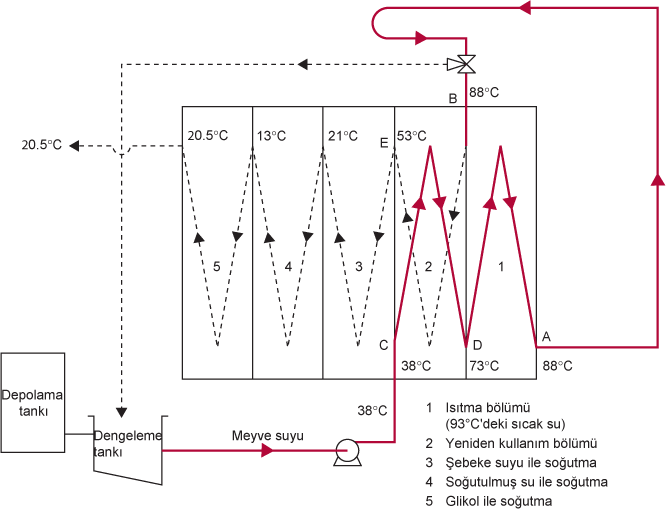 B
88°C
20.5°C
20.5°C
13°C
21°C
E
53°C
5
4
3
2
1
C
D
A
38°C
73°C
88°C
Depolama
tankı
Dengeleme
tankı
38°C
Meyve suyu
1 Isıtma bölümü
(93°C'deki sıcak su)
2 Yeniden kullanım bölümü
3 Şebeke suyu ile soğutma
4 Soğutulmuş su ile soğutma
5 Glikol ile soğutma